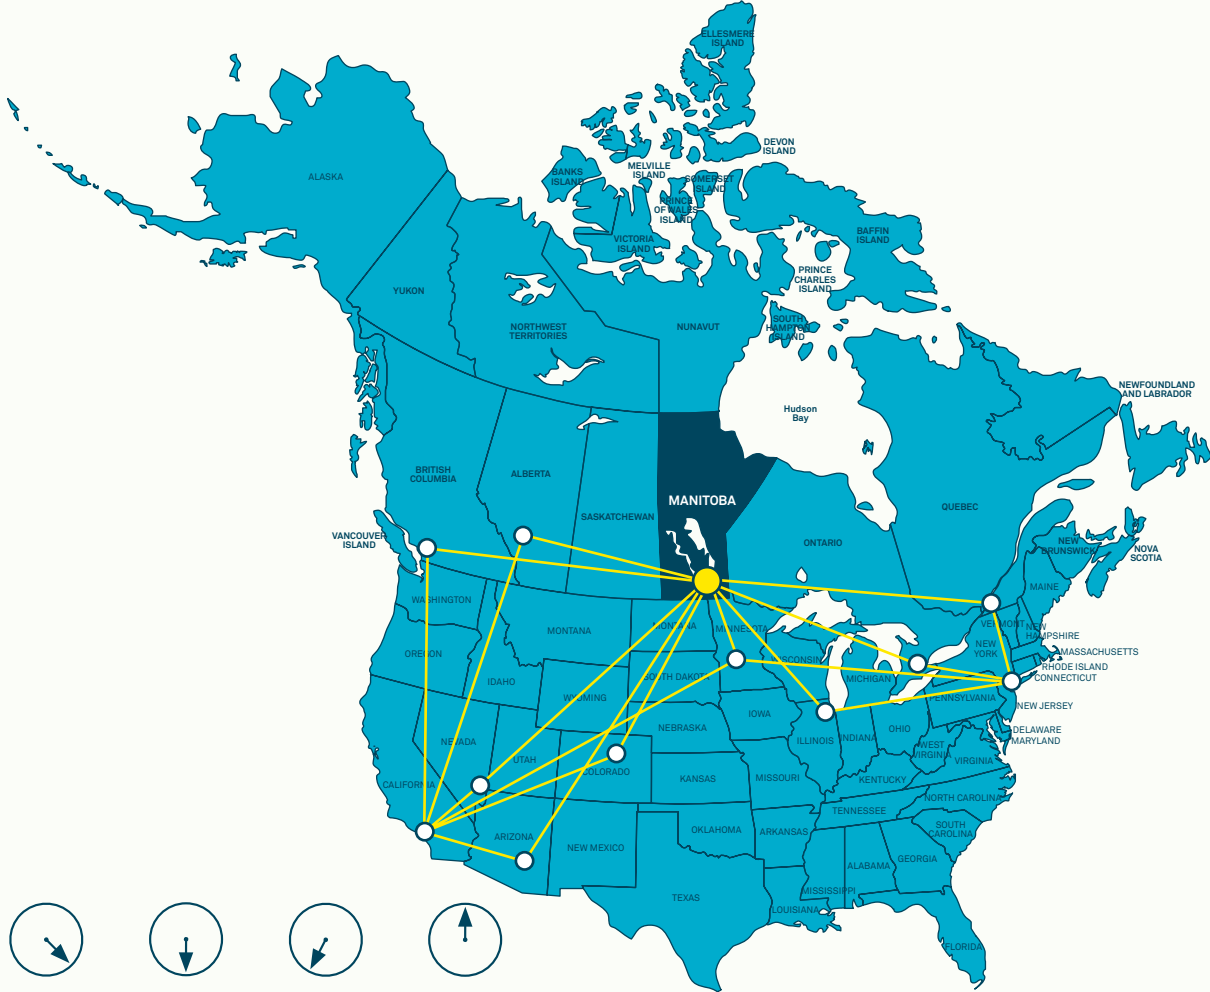 ELLESMERE
ISLAND
DEVON
ISLAND
ALASKA
BANKS
ISLAND
MELVILLE
ISLAND
SOMERSET
ISLAND
PRINCE
OF WALES
ISLAND
VICTORIA
ISLAND
BAFFIN
ISLAND
PRINCE
CHARLES
ISLAND
YUKON
NORTHWEST
TERRITORIES
NUNAVUT
SOUTH
HAMPTON
ISLAND
NEWFOUNDLAND
AND LABRADOR
Hudson
Bay
BRITISH
COLUMBIA
ALBERTA
SASKATCHEWAN
MANITOBA
ONTARIO
QUEBEC
VANCOUVER
ISLAND
NEW
BRUNSWICK
NOVA
SCOTIA
MAINE
WASHINGTON
MONTANA
MONTANA
MINNESOTA
VERMONT
NEW
HAMPSHIRE
NEW
YORK
MASSACHUSETTS
RHODE ISLAND
CONNECTICUT
OREGON
IDAHO
WYOMING
SOUTH DAKOTA
WISCONSIN
MICHIGAN
PENNSYLVANIA
NEW JERSEY
IOWA
NEBRASKA
NEVADA
UTAH
COLORADO
ILLINOIS
INDIANA
OHIO
WEST
VIRGINIA
VIRGINIA
DELAWARE
MARYLAND
CALIFORNIA
KANSAS
MISSOURI
KENTUCKY
NORTH CAROLINA
TENNESSEE
ARIZONA
NEW MEXICO
OKLAHOMA
ARKANSAS
SOUTH
CAROLINA
ALABAMA
GEORGIA
TEXAS
MISSISSIPPI
LOUISIANA
FLORIDA